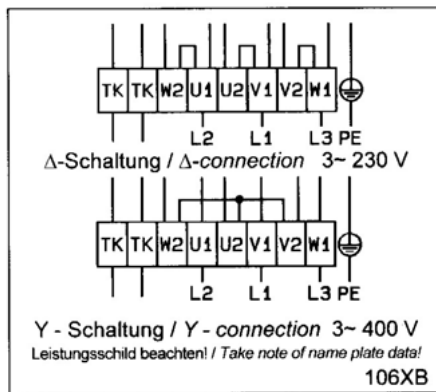 TK TK W2 U1 U2 V1 V2 W1
L2 L1 L3 PE
Δ-Schaltung / Δ-connection 3~ 230 V
TK TK W2 U1 U2 V1 V2 W1
L2 L1 L3 PE
Y - Schaltung / Y - connection 3~ 400 V
Leistungsschild beachten! / Take note of name plate data!
106XB